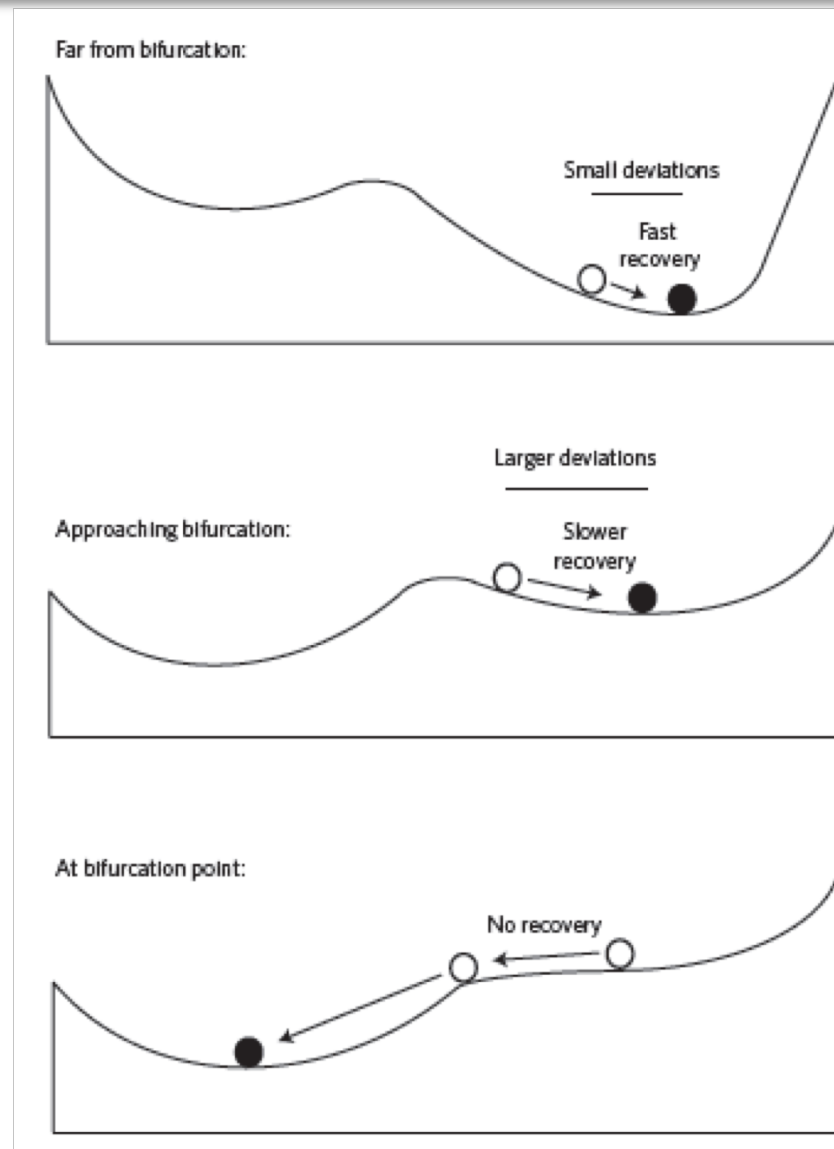 Far from bifurcation:
Small deviations
Fast
recovery
Larger deviations
Approaching bifurcation:
Slower
recovery
At bifurcation point:
No recovery